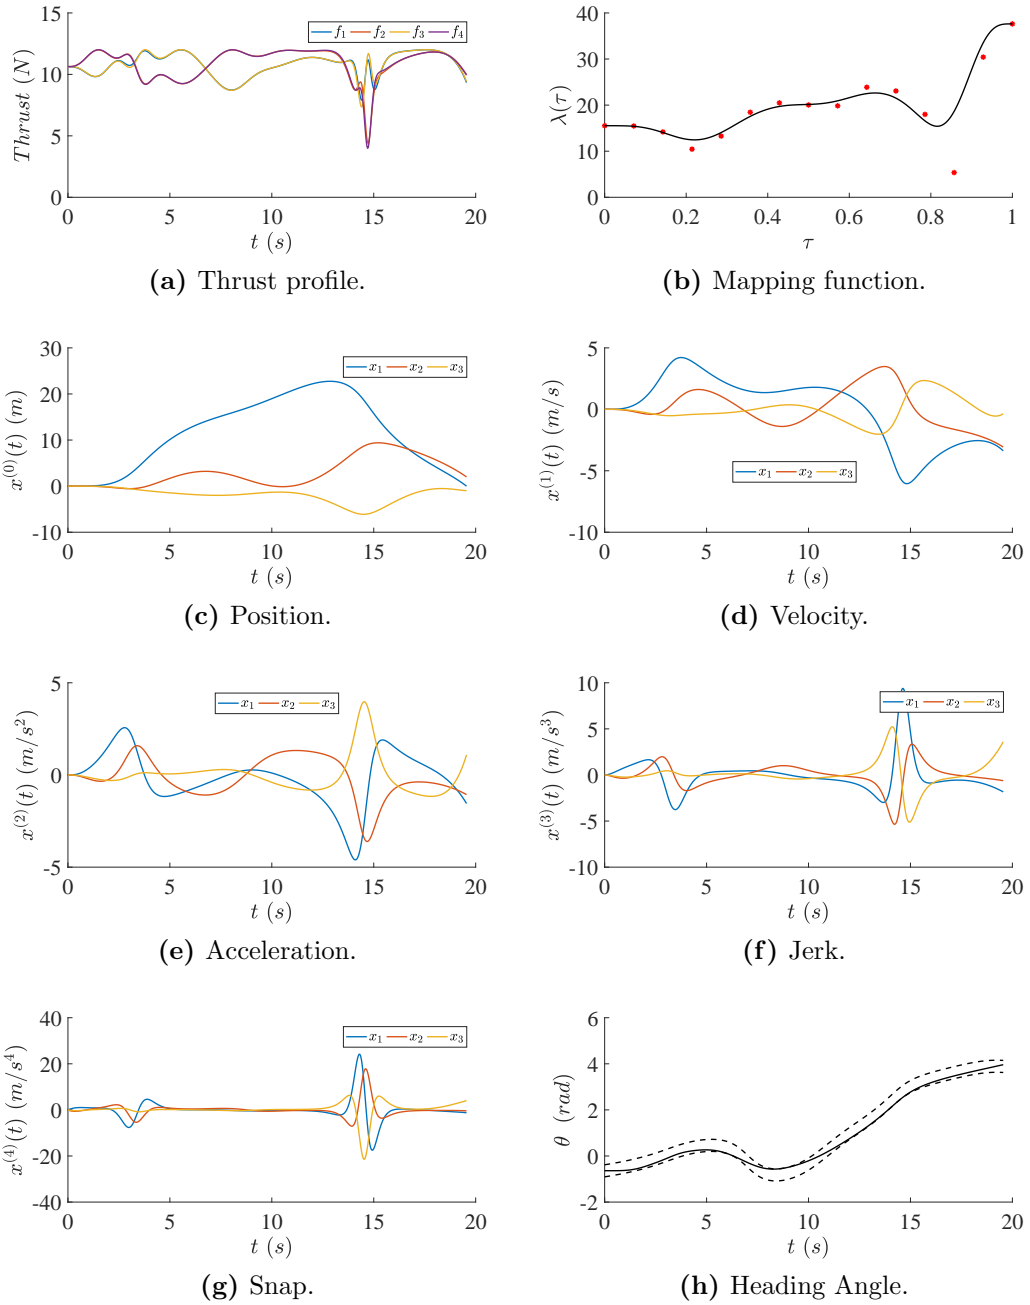 f₁ f₂ f₃ f₄
Thrust (N)
15
10
5
0
0 5 10 15 20
t (s)
(a) Thrust profile.
λ(τ)
40
30
20
10
0
0 0.2 0.4 0.6 0.8 1
τ
(b) Mapping function.
x₁ x₂ x₃
x⁽⁰⁾(t) (m)
30
20
10
0
-10
0 5 10 15 20
t (s)
(c) Position.
x⁽¹⁾(t) (m/s)
5
0
-5
-10
x₁ x₂ x₃
0 5 10 15 20
t (s)
(d) Velocity.
x₁ x₂ x₃
x⁽²⁾(t) (m/s²)
5
0
-5
0 5 10 15 20
t (s)
(e) Acceleration.
x₁ x₂ x₃
x⁽³⁾(t) (m/s³)
10
5
0
-5
-10
0 5 10 15 20
t (s)
(f) Jerk.
x₁ x₂ x₃
x⁽⁴⁾(t) (m/s⁴)
40
20
0
-20
-40
0 5 10 15 20
t (s)
(g) Snap.
θ (rad)
6
4
2
0
-2
0 5 10 15 20
t (s)
(h) Heading Angle.